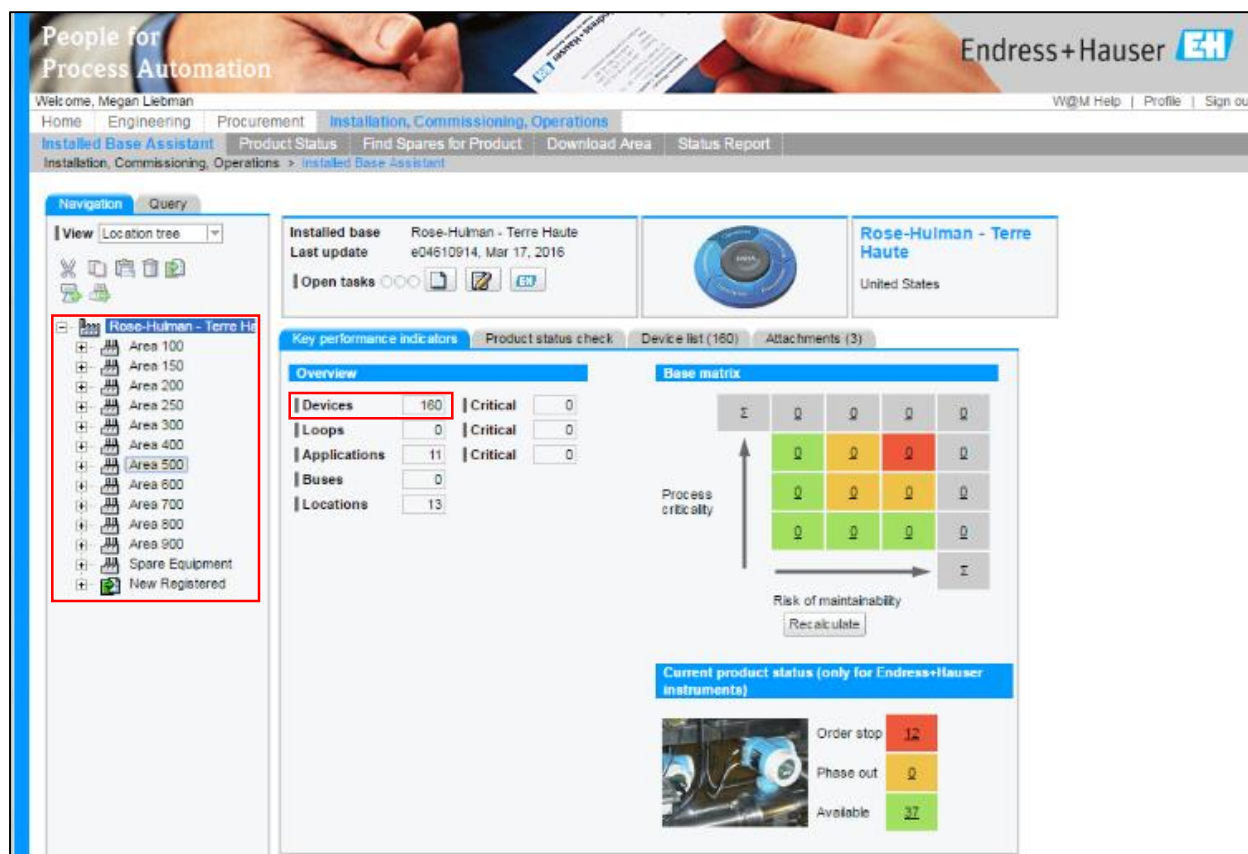 People for
Process Automation
Endress+Hauser EH
Welcome, Megan Liebman
W@M Help | Profile | Sign ou
Home Engineering Procurement Installation, Commissioning, Operations
Installed Base Assistant Product Status Find Spares for Product Download Area Status Report
Installation, Commissioning, Operations > Installed Base Assistant
Navigation Query
View Location tree
Installed base Rose-Hulman - Terre Haute
Last update e04610914, Mar 17, 2016
Open tasks
Rose-Hulman - Terre
Haute
United States
Rose-Hulman - Terre Ha
Area 100
Area 150
Area 200
Area 250
Area 300
Area 400
Area 500
Area 600
Area 700
Area 800
Area 900
Spare Equipment
New Registered
Key performance indicators Product status check Device list (160) Attachments (3)
Overview
Devices 160 Critical 0
Loops 0 Critical 0
Applications 11 Critical 0
Buses 0
Locations 13
Base matrix
Σ 0 0 0 0
0 0 0 0
Process
criticality
0 0 0 0
0 0 0 0
Σ
Risk of maintainability
Recalculate
Current product status (only for Endress+Hauser
instruments)
Order stop 12
Phase out 0
Available 37